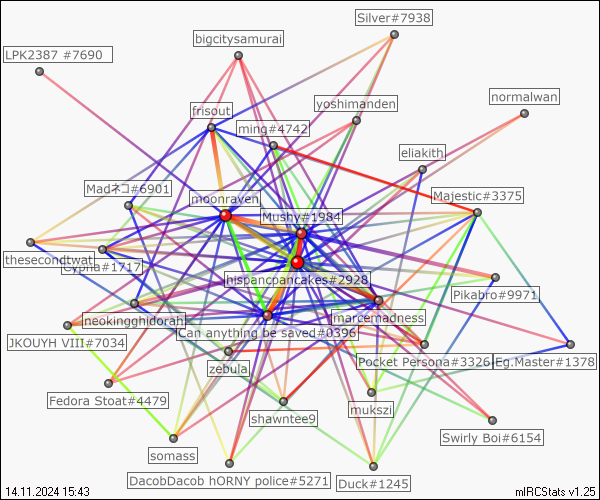 Silver#7938
bigcitysamurai
LPK2387 #7690
normalwan
yoshimanden
frisout
ming#4742
eliakith
Madネコ#6901
Majestic#3375
moonraven
Mushy#1984
thesecondtwat
Cypha#1717
hispancpancakes#2928
Pikabro#9971
neokingghidorah
marcemadness
Can anything be saved#0396
JKOUYH VIII#7034
Pocket Persona#3326
Eg.Master#1378
zebula
Fedora Stoat#4479
mukszi
shawntee9
Swirly Boi#6154
somass
DacobDacob hORNY police#5271
Duck#1245
14.11.2024 15:43
mIRCStats v1.25